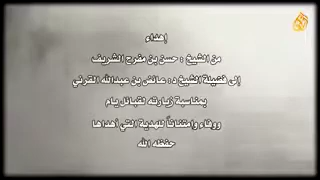 إهداء
من الشيخ : حسن بن مفرح الشريف
إلى فضيلة الشيخ د: عائض بن عبدالله القرني
بمناسبة زيارته لقبائل يام
ووفاء وامتناناً للهدية التي أهداها
حفظه الله